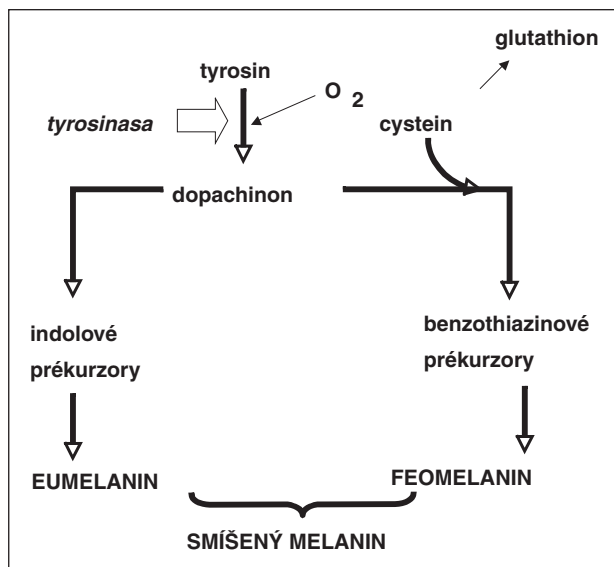 glutathion
tyrosin
O 2
tyrosinasa
cystein
dopachinon
indolové
prékurzory
benzothiazinové
prékurzory
EUMELANIN
FEOMELANIN
SMÍŠENÝ MELANIN